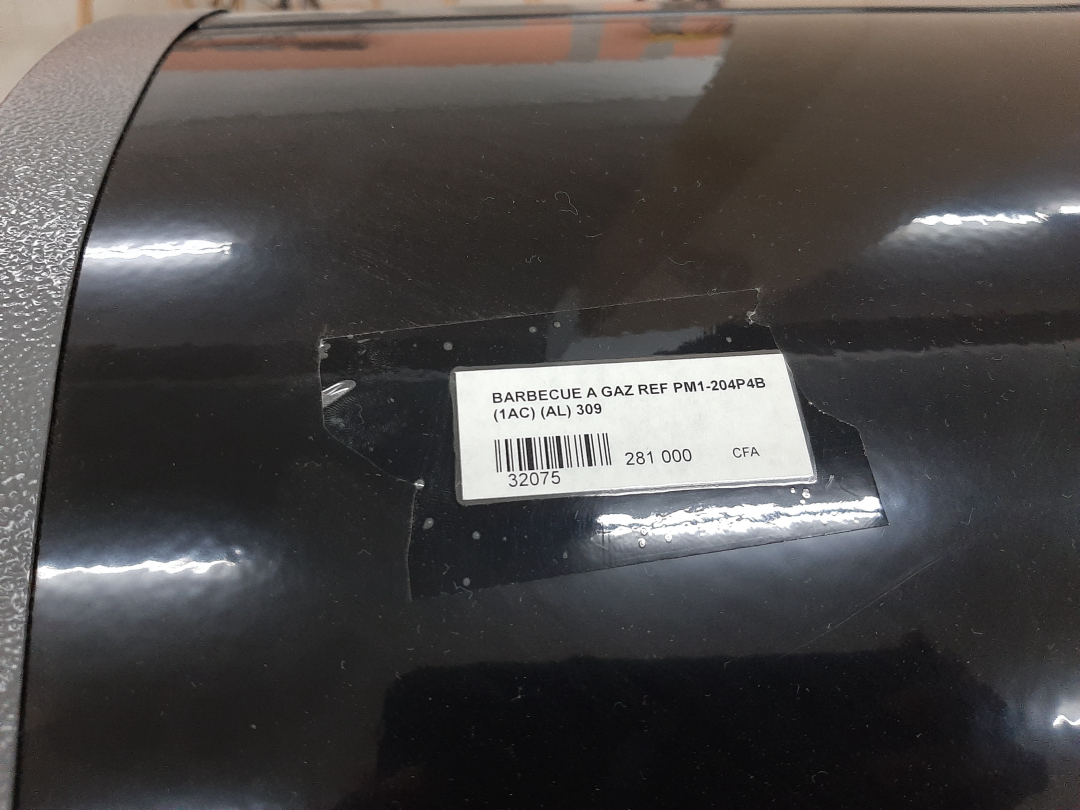 BARBECUE A GAZ REF PM1-204P4B
(1AC) (AL) 309
281 000 CFA
32075